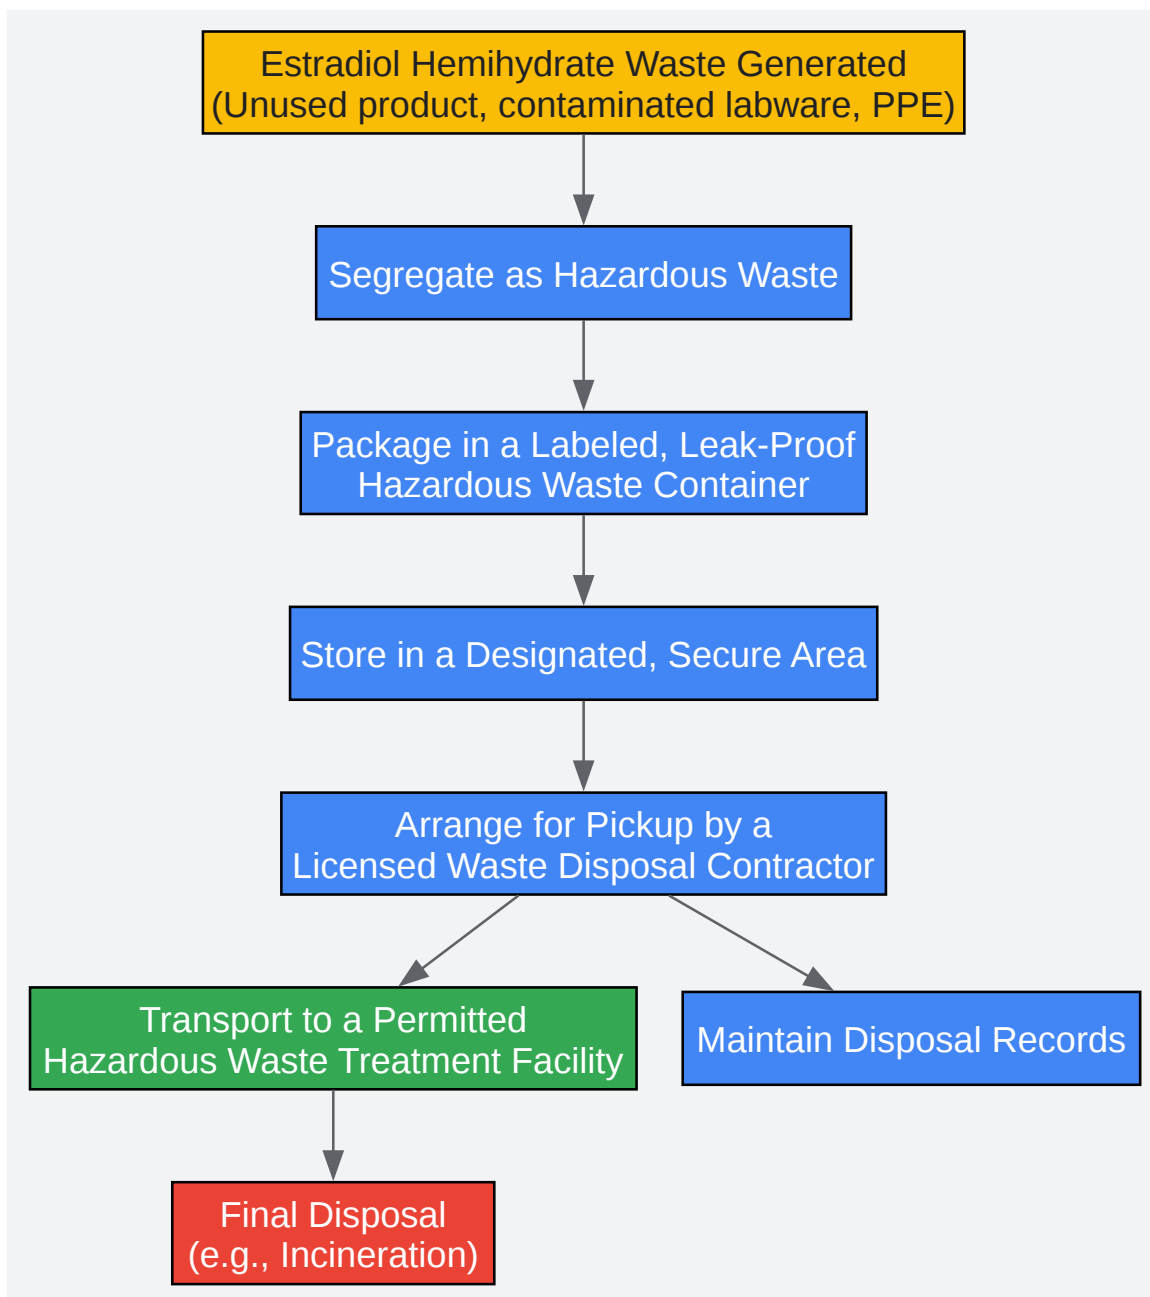 Estradiol Hemihydrate Waste Generated
(Unused product, contaminated labware, PPE)
Segregate as Hazardous Waste
Package in a Labeled, Leak-Proof
Hazardous Waste Container
Store in a Designated, Secure Area
Arrange for Pickup by a
Licensed Waste Disposal Contractor
Transport to a Permitted
Hazardous Waste Treatment Facility
Maintain Disposal Records
Final Disposal
(e.g., Incineration)